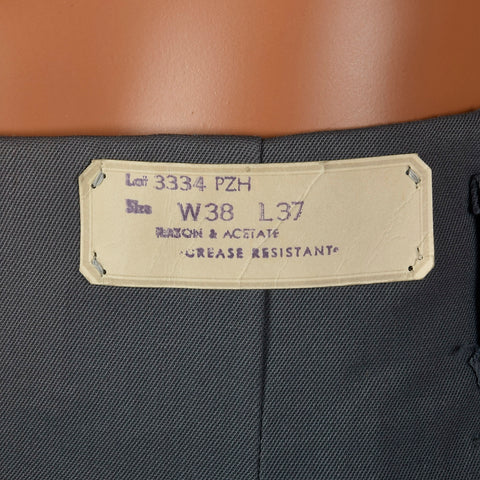 Lot 3334 PZH
Size W38 L37
RAYON & ACETATE
·CREASE RESISTANT·